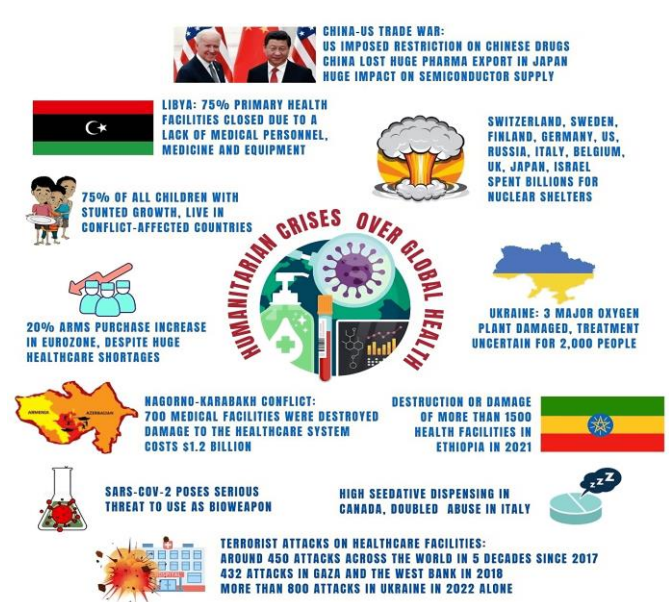 CHINA-US TRADE WAR:
US IMPOSED RESTRICTION ON CHINESE DRUGS
CHINA LOST HUGE PHARMA EXPORT IN JAPAN
HUGE IMPACT ON SEMICONDUCTOR SUPPLY
LIBYA: 75% PRIMARY HEALTH
FACILITIES CLOSED DUE TO A
LACK OF MEDICAL PERSONNEL,
MEDICINE AND EQUIPMENT
SWITZERLAND, SWEDEN,
FINLAND, GERMANY, US,
RUSSIA, ITALY, BELGIUM,
UK, JAPAN, ISRAEL
SPENT BILLIONS FOR
NUCLEAR SHELTERS
75% OF ALL CHILDREN WITH
STUNTED GROWTH, LIVE IN
CONFLICT-AFFECTED COUNTRIES
HUMANITARIAN CRISES OVER GLOBAL HEALTH
20% ARMS PURCHASE INCREASE
IN EUROZONE, DESPITE HUGE
HEALTHCARE SHORTAGES
UKRAINE: 3 MAJOR OXYGEN
PLANT DAMAGED, TREATMENT
UNCERTAIN FOR 2,000 PEOPLE
ARMENIA
AZERBAIJAN
NAGORNO-KARABAKH CONFLICT:
700 MEDICAL FACILITIES WERE DESTROYED
DAMAGE TO THE HEALTHCARE SYSTEM
COSTS $1.2 BILLION
DESTRUCTION OR DAMAGE
OF MORE THAN 1500
HEALTH FACILITIES IN
ETHIOPIA IN 2021
SARS-COV-2 POSES SERIOUS
THREAT TO USE AS BIOWEAPON
HIGH SEEDATIVE DISPENSING IN
CANADA, DOUBLED ABUSE IN ITALY
zzZ
TERRORIST ATTACKS ON HEALTHCARE FACILITIES:
AROUND 450 ATTACKS ACROSS THE WORLD IN 5 DECADES SINCE 2017
432 ATTACKS IN GAZA AND THE WEST BANK IN 2018
MORE THAN 800 ATTACKS IN UKRAINE IN 2022 ALONE